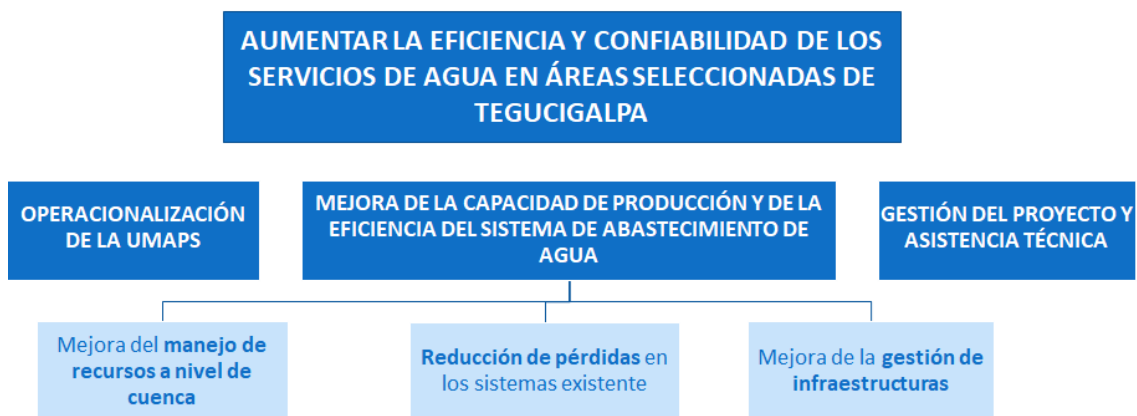 AUMENTAR LA EFICIENCIA Y CONFIABILIDAD DE LOS
SERVICIOS DE AGUA EN ÁREAS SELECCIONADAS DE
TEGUCIGALPA
OPERACIONALIZACIÓN
DE LA UMAPS
MEJORA DE LA CAPACIDAD DE PRODUCCIÓN Y DE LA
EFICIENCIA DEL SISTEMA DE ABASTECIMIENTO DE
AGUA
GESTIÓN DEL PROYECTO Y
ASISTENCIA TÉCNICA
Mejora del manejo de
recursos a nivel de
cuenca
Reducción de pérdidas en
los sistemas existente
Mejora de la gestión de
infraestructuras